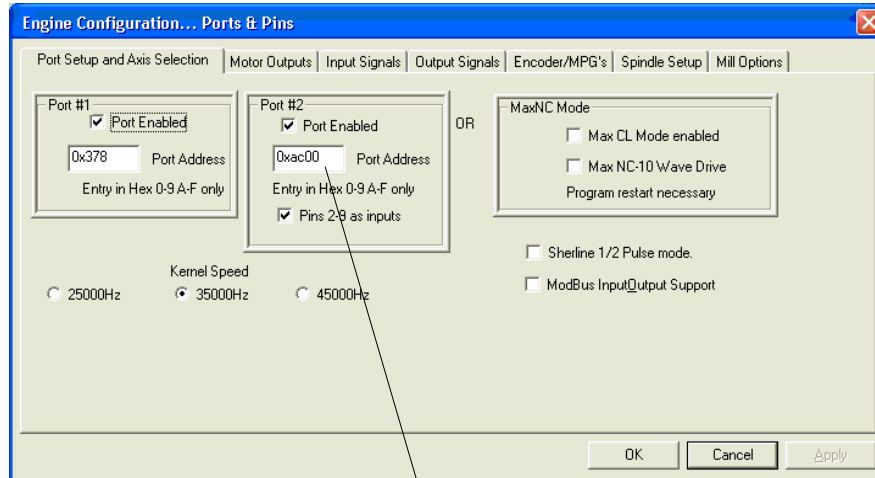 Engine Configuration... Ports & Pins
Port Setup and Axis Selection
Motor Outputs
Input Signals
Output Signals
Encoder/MPG's
Spindle Setup
Mill Options
Port #1
Port Enabled
0x378 Port Address
Entry in Hex 0-9 A-F only
Port #2
Port Enabled
0xac00 Port Address
Entry in Hex 0-9 A-F only
Pins 2-9 as inputs
OR
MaxNC Mode
Max CL Mode enabled
Max NC-10 Wave Drive
Program restart necessary
Kernel Speed
25000Hz 35000Hz 45000Hz
Sherline 1/2 Pulse mode.
ModBus InputOutput Support
OK Cancel Apply